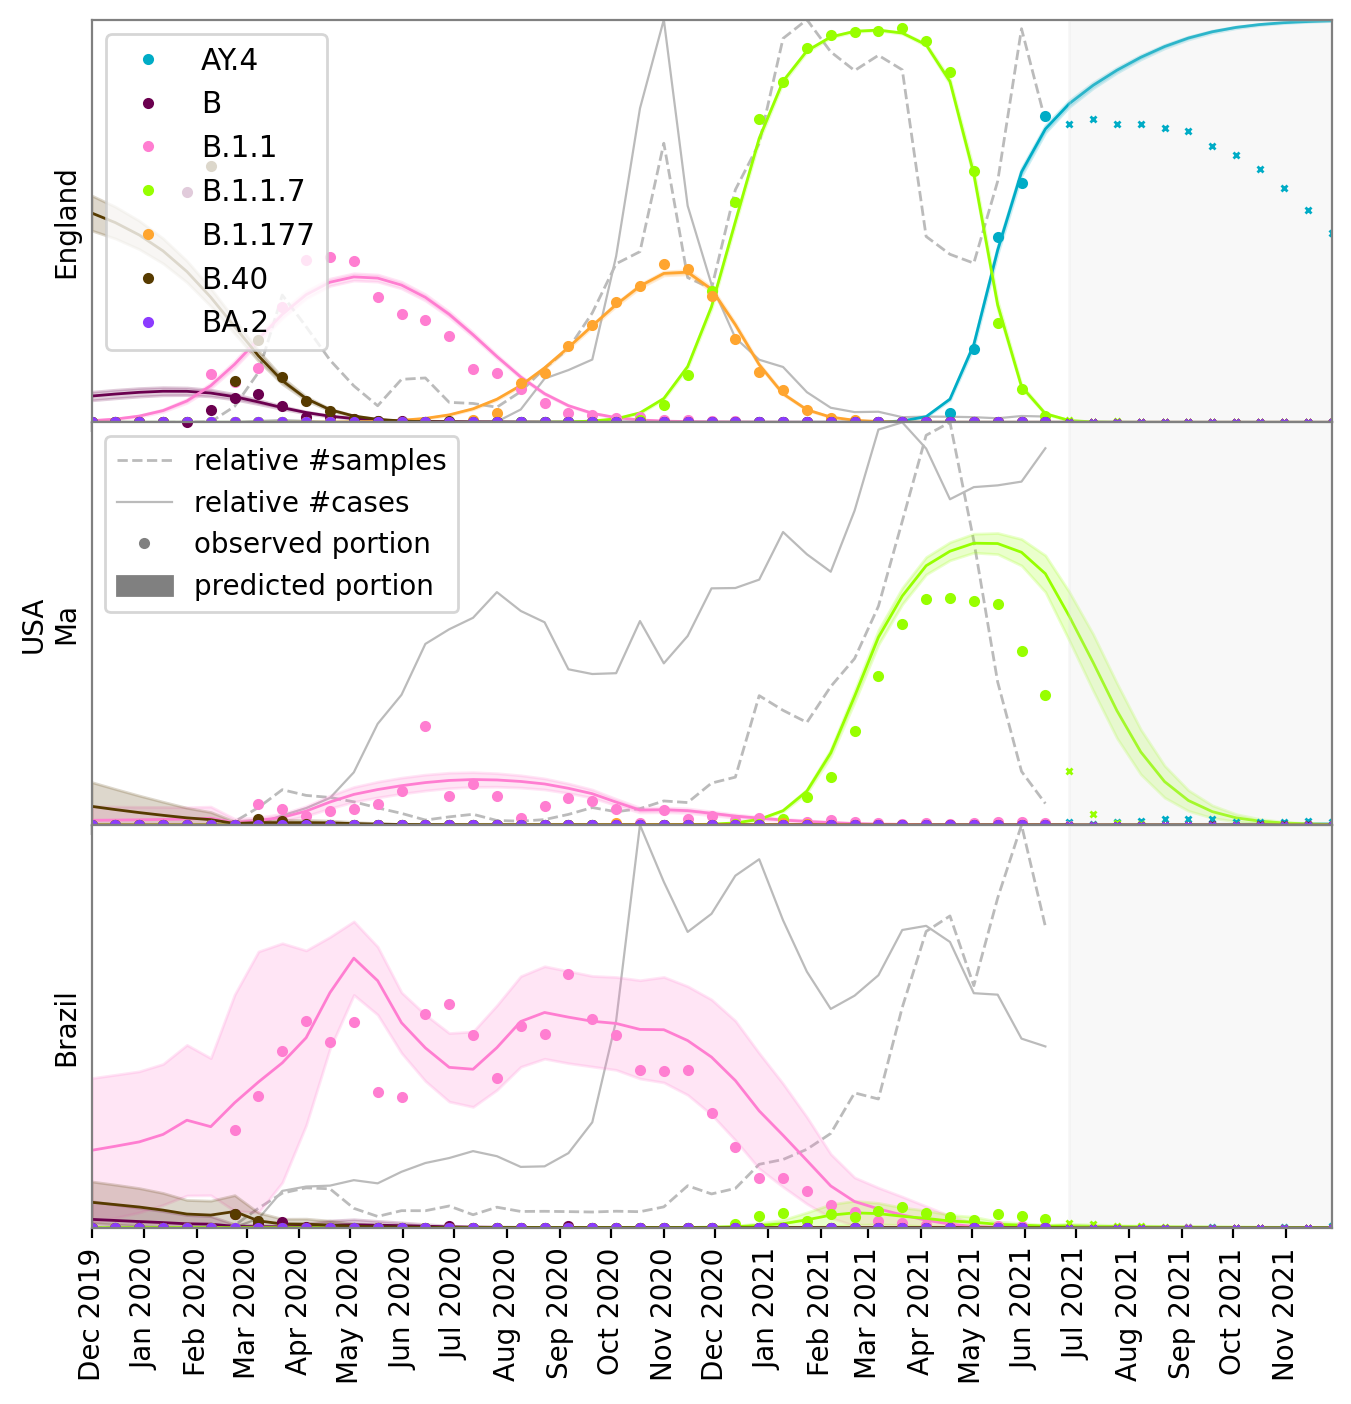 England
AY.4
B
B.1.1
B.1.1.7
B.1.177
B.40
BA.2
USA
Ma
relative #samples
relative #cases
observed portion
predicted portion
Brazil
Dec 2019
Jan 2020
Feb 2020
Mar 2020
Apr 2020
May 2020
Jun 2020
Jul 2020
Aug 2020
Sep 2020
Oct 2020
Nov 2020
Dec 2020
Jan 2021
Feb 2021
Mar 2021
Apr 2021
May 2021
Jun 2021
Jul 2021
Aug 2021
Sep 2021
Oct 2021
Nov 2021